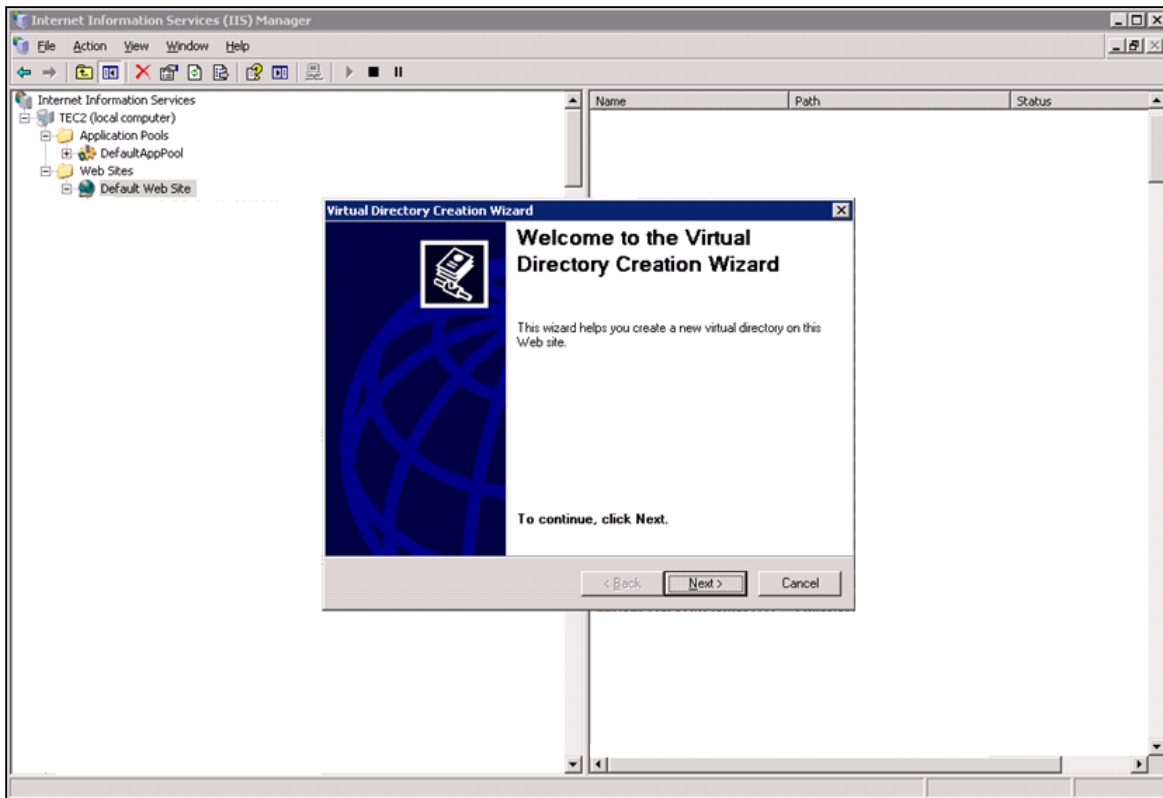 Internet Information Services (IIS) Manager
File Action View Window Help
Internet Information Services
TEC2 (local computer)
Application Pools
DefaultAppPool
Web Sites
Default Web Site
Name Path Status
Virtual Directory Creation Wizard
Welcome to the Virtual
Directory Creation Wizard
This wizard helps you create a new virtual directory on this
Web site.
To continue, click Next.
< Back Next > Cancel